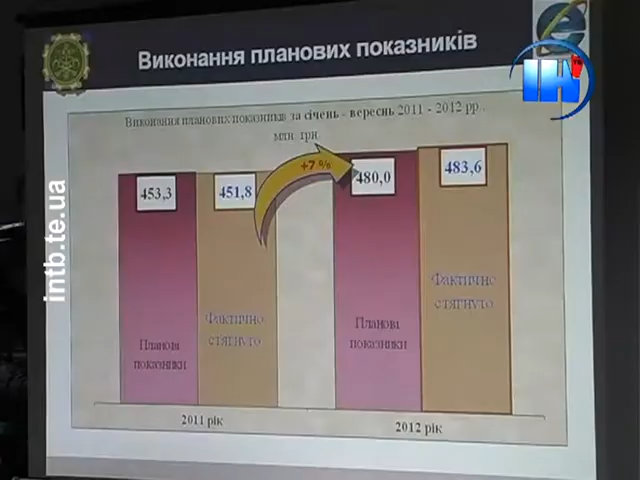 Виконання планових показників
Виконання планових показників за січень - вересень 2011 - 2012 рр.,
млн. грн.
+7 %
453,3
451,8
480,0
483,6
Планові
показники
Фактично
стягнуто
Планові
показники
Фактично
стягнуто
2011 рік
2012 рік
ІНТБ
intb.te.ua